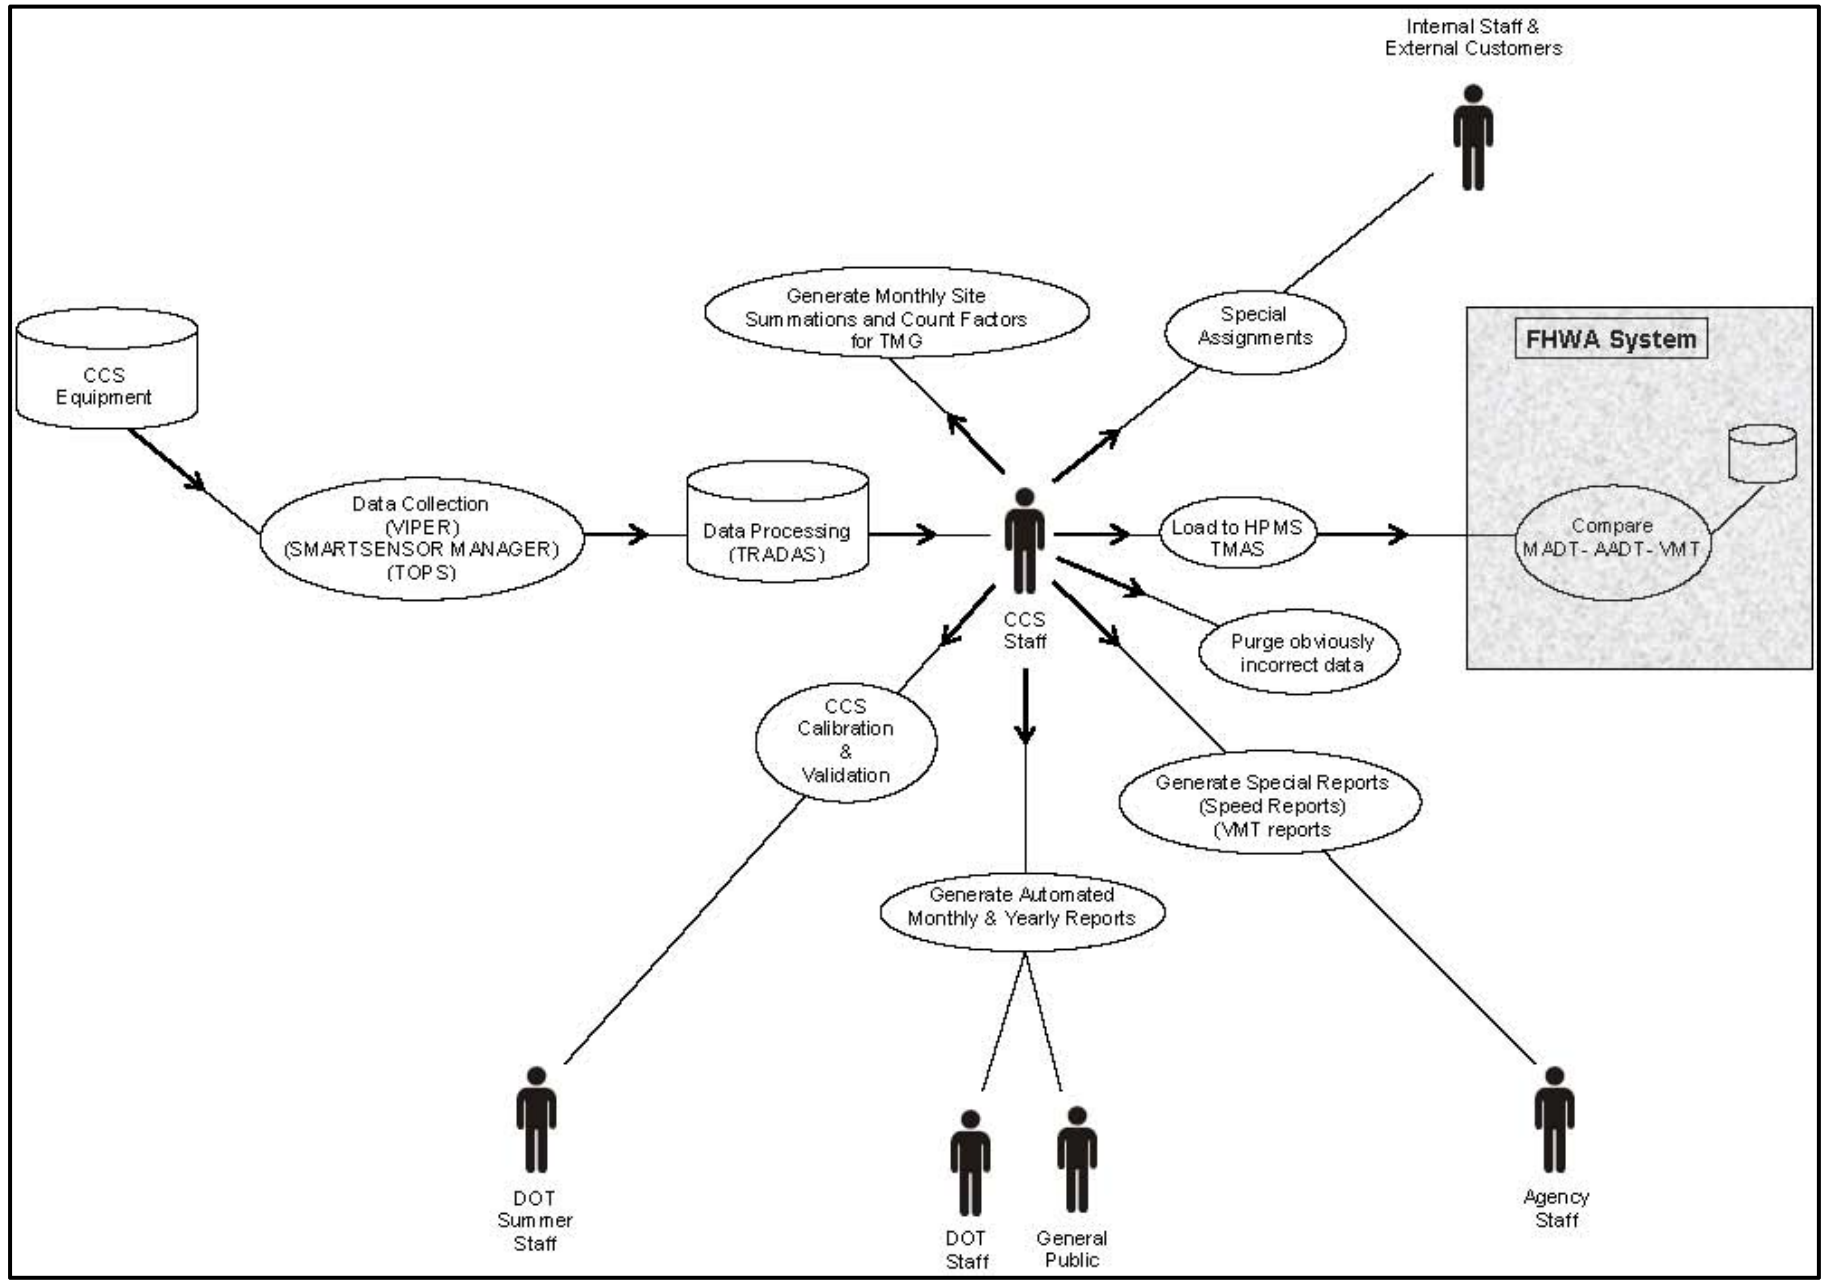 Internal Staff &
External Customers
Generate Monthly Site
Summations and Count Factors
for TMG
Special
Assignments
FHWA System
CCS
Equipment
Data Collection
(VIPER)
(SMARTSENSOR MANAGER)
(TOPS)
Data Processing
(TRADAS)
CCS
Staff
Load to HPMS
TMAS
Compare
MADT- AADT- VMT
Purge obviously
incorrect data
CCS
Calibration
&
Validation
Generate Special Reports
(Speed Reports)
(VMT reports
Generate Automated
Monthly & Yearly Reports
DOT
Summer
Staff
DOT
Staff
General
Public
Agency
Staff